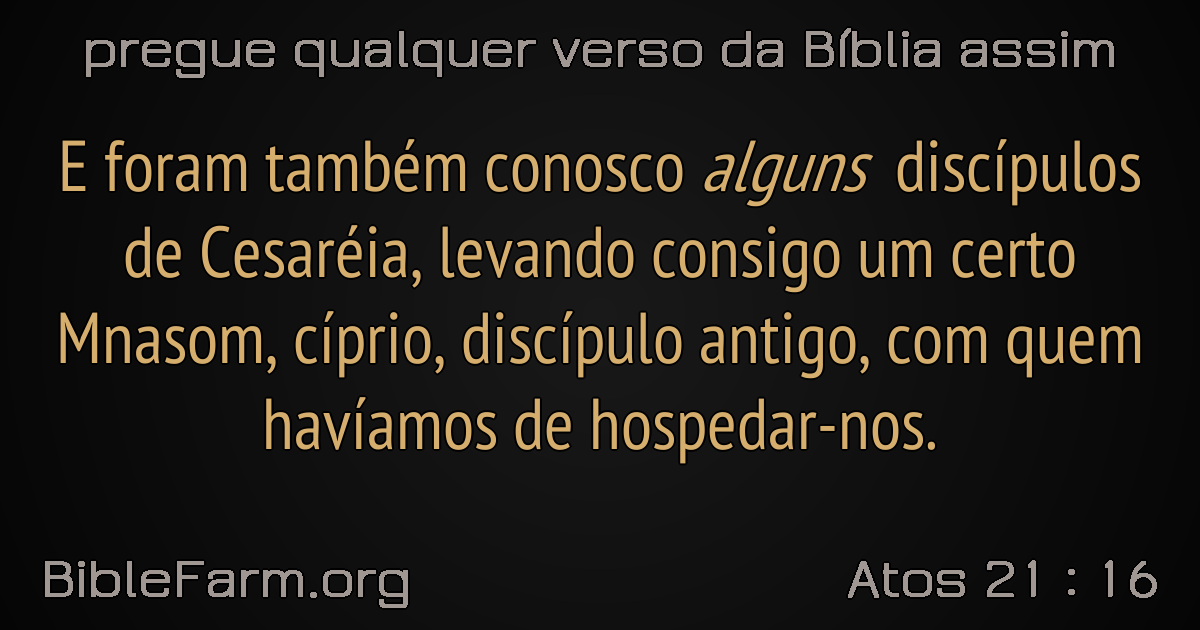 pregue qualquer verso da Bíblia assim
E foram também conosco alguns discípulos
de Cesaréia, levando consigo um certo
Mnasom, cíprio, discípulo antigo, com quem
havíamos de hospedar-nos.
BibleFarm.org
Atos 21 : 16